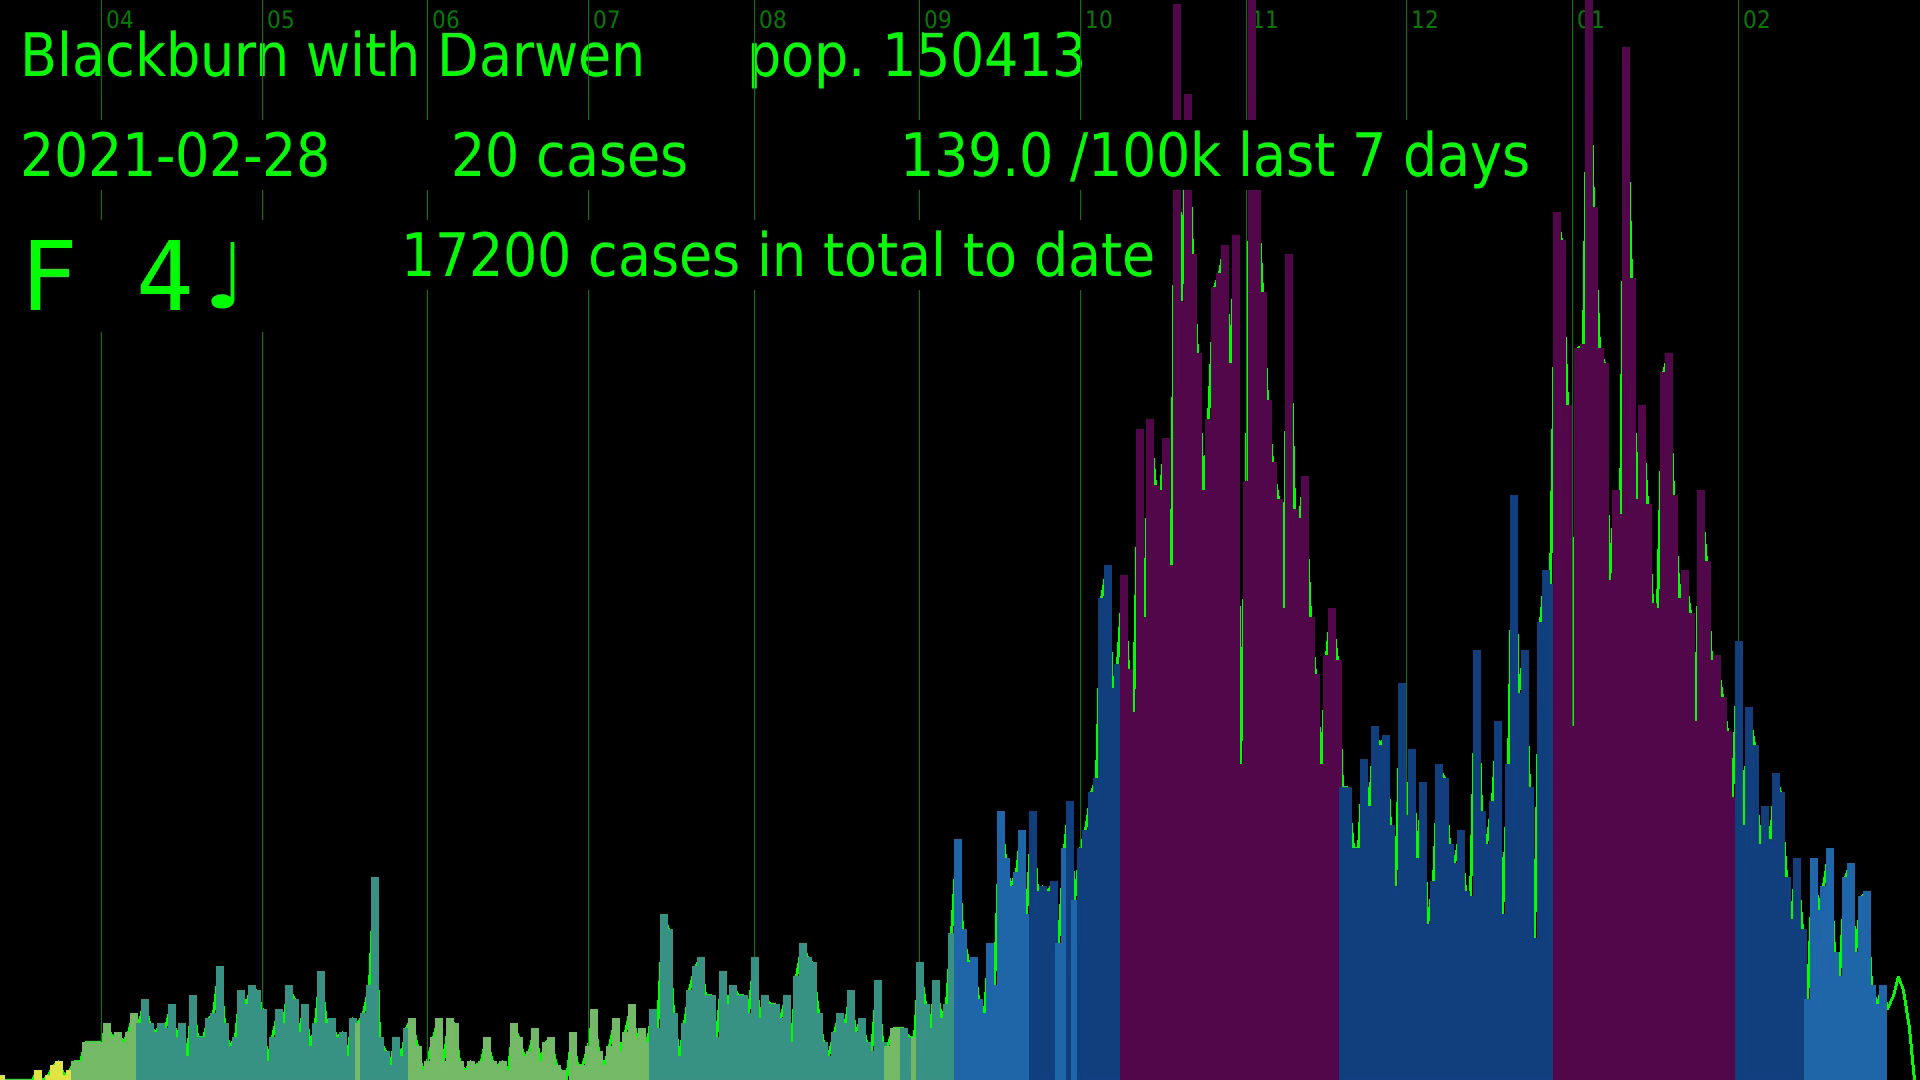 04 05 06 07 08 09 10 11 12 01 02
Blackburn with Darwen pop. 150413
2021-02-28 20 cases 139.0 /100k last 7 days
F 4♩ 17200 cases in total to date